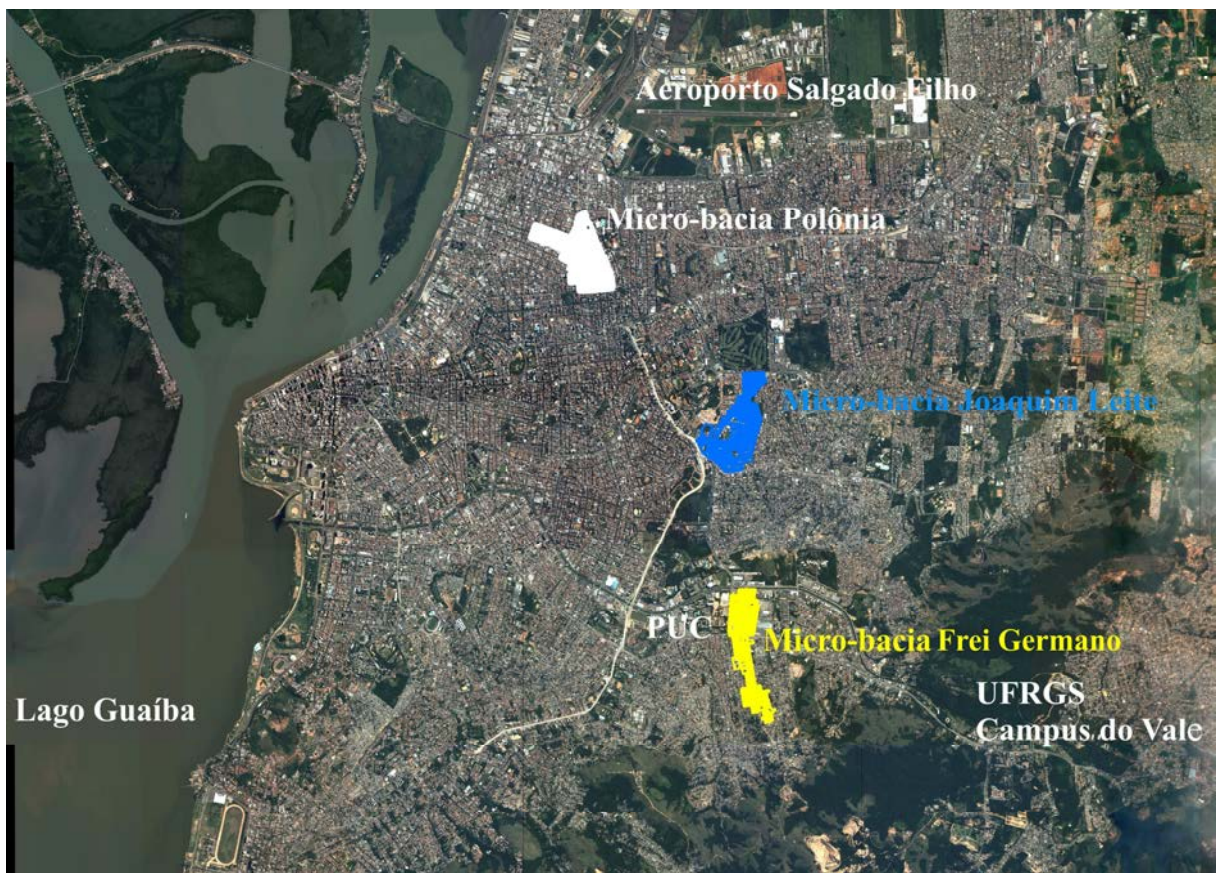 Aeroporto Salgado Filho
Micro-bacia Polônia
Micro-bacia Joaquim Leite
PUC
Micro-bacia Frei Germano
UFRGS
Campus do Vale
Lago Guaíba